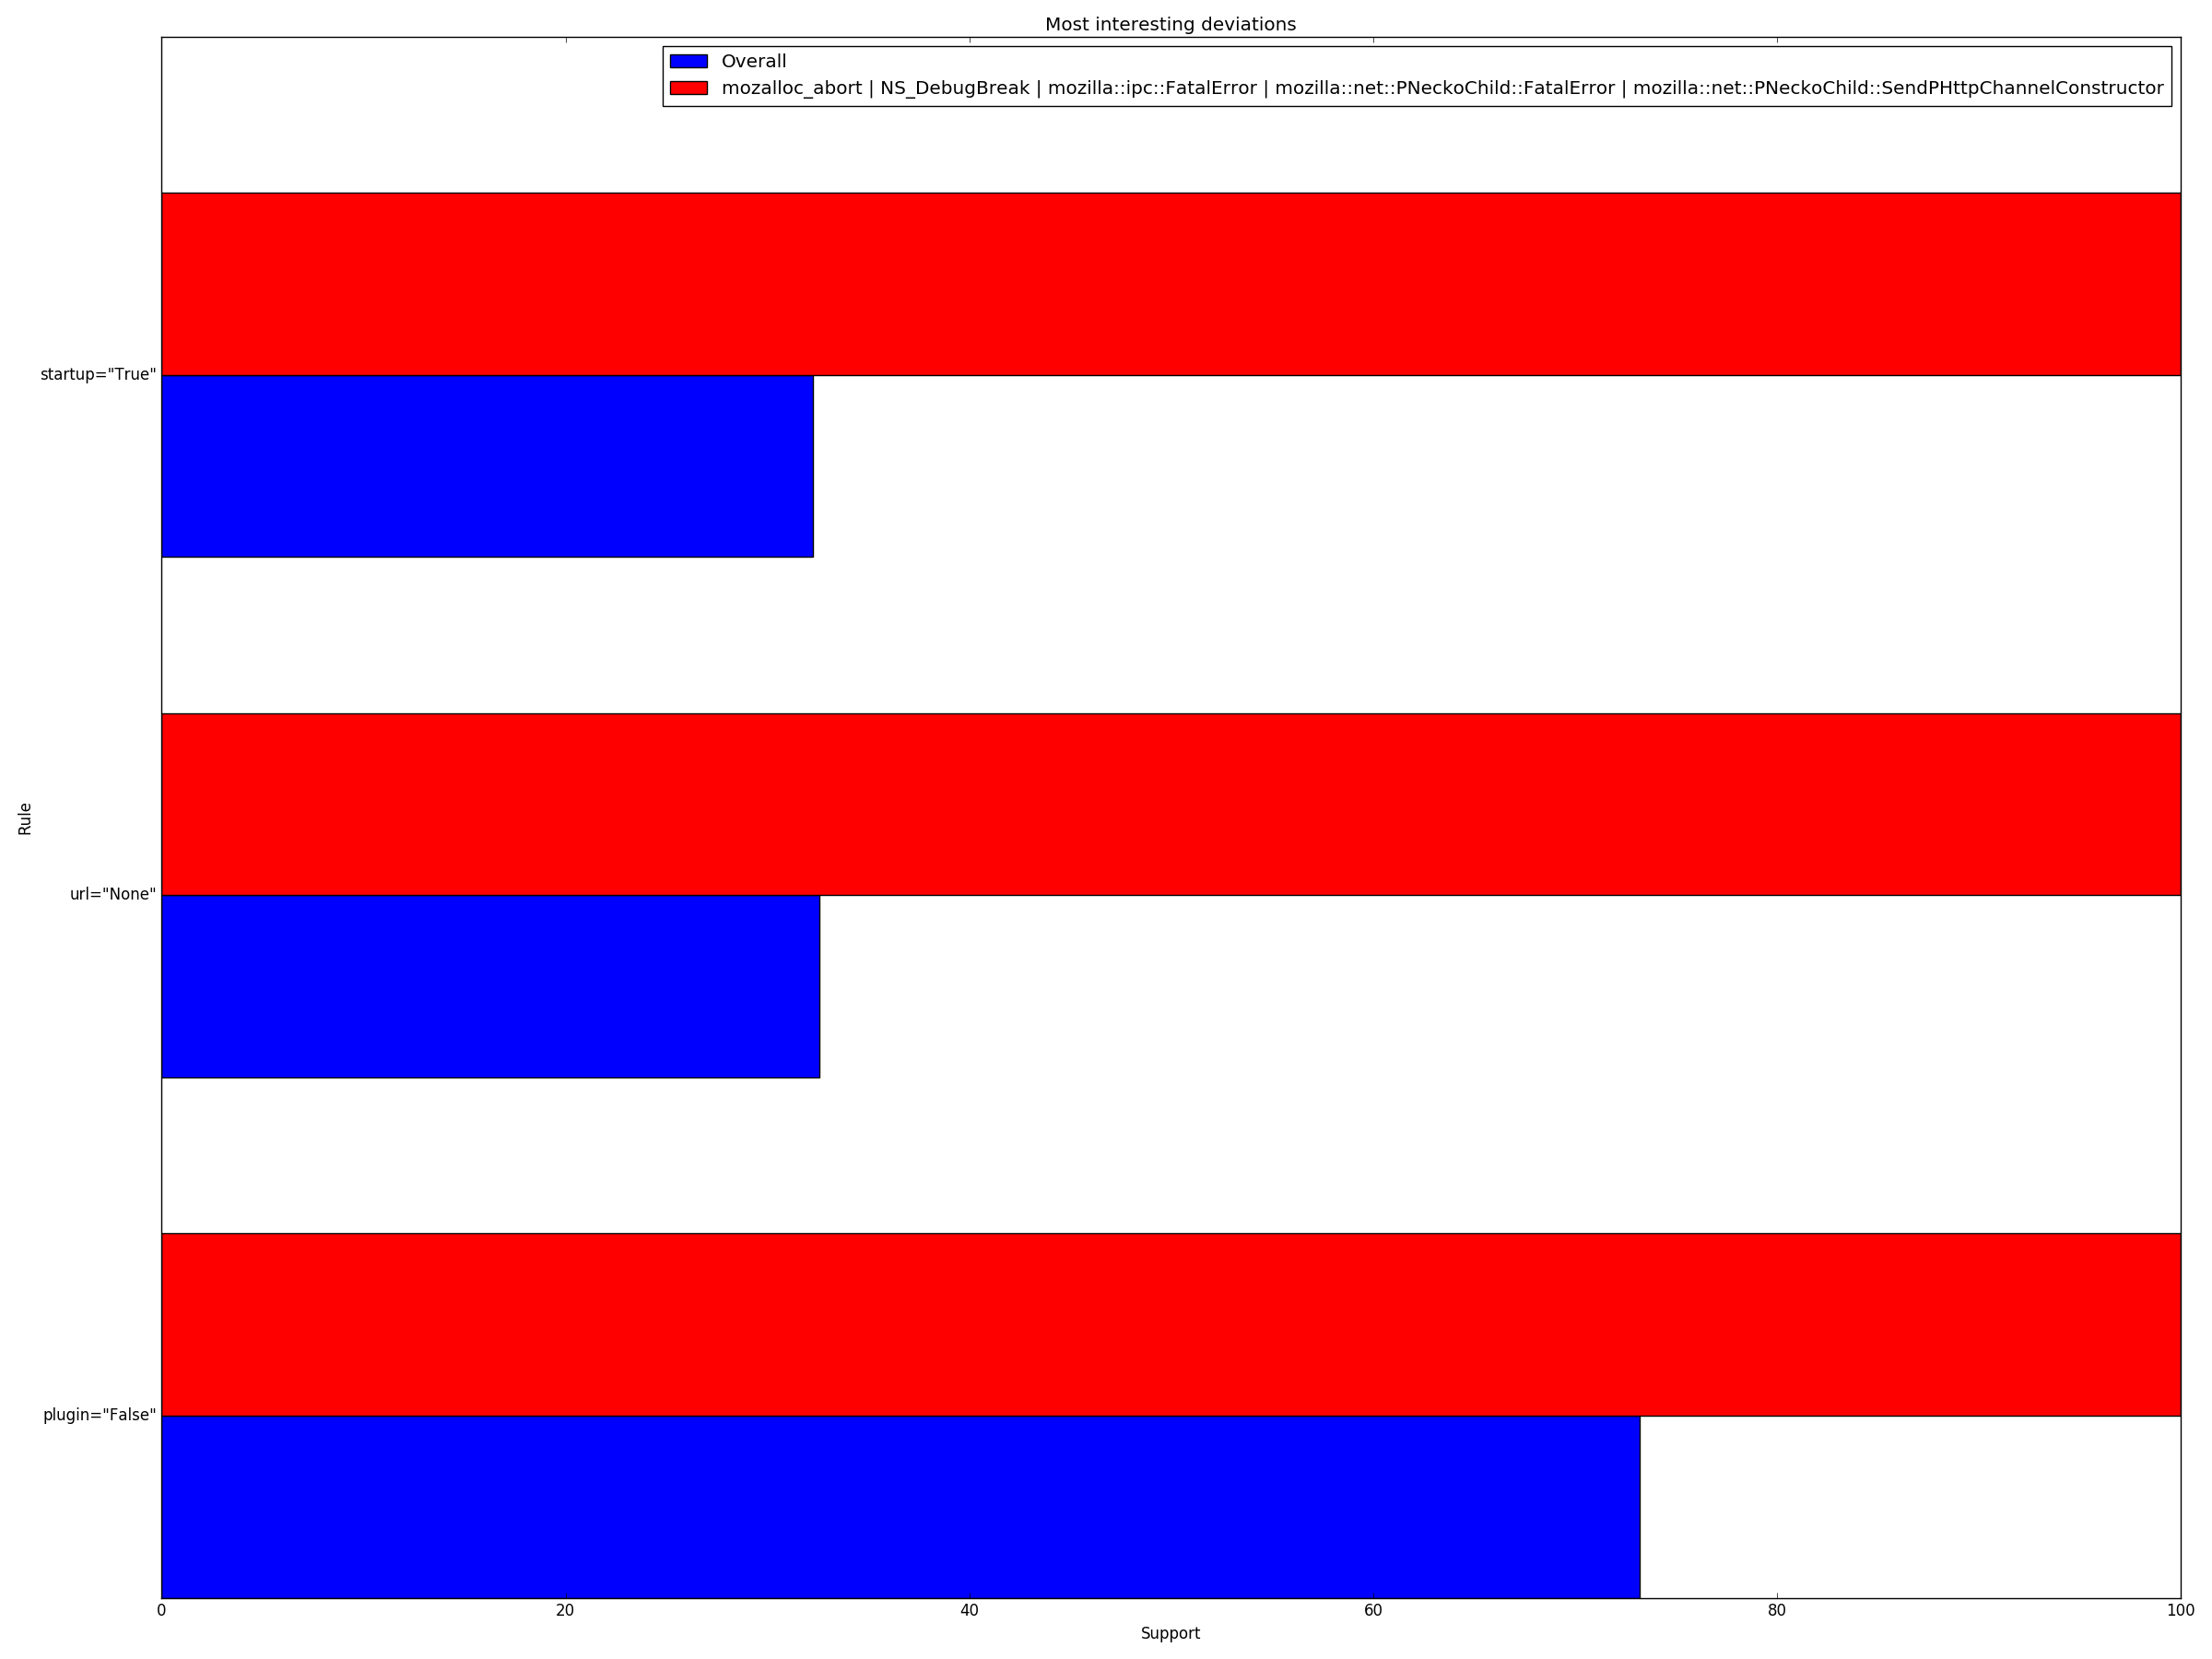 Most interesting deviations
Overall
mozalloc_abort | NS_DebugBreak | mozilla::ipc::FatalError | mozilla::net::PNeckoChild::FatalError | mozilla::net::PNeckoChild::SendPHttpChannelConstructor
startup="True"
Rule
url="None"
plugin="False"
0 20 40 60 80 100
Support